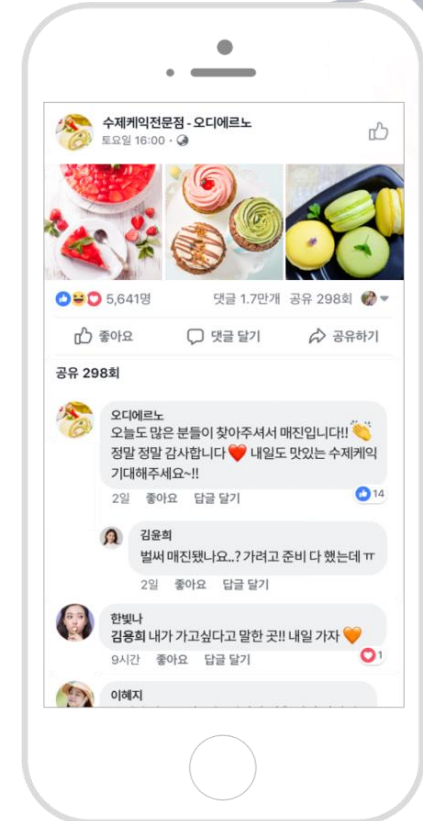 수제케익전문점 - 오디에르노
토요일 16:00 ·
5,641명 댓글 1.7만개 공유 298회
좋아요 댓글 달기 공유하기
공유 298회
오디에르노
오늘도 많은 분들이 찾아주셔서 매진입니다!! 👏
정말 정말 감사합니다 ❤️ 내일도 맛있는 수제케익
기대해주세요~!!
2일 좋아요 답글 달기 14
김윤희
벌써 매진됐나요..? 가려고 준비 다 했는데 ㅠ
2일 좋아요 답글 달기
한빛나
김용희 내가 가고싶다고 말한 곳!! 내일 가자 🧡
9시간 좋아요 답글 달기 1
이혜지